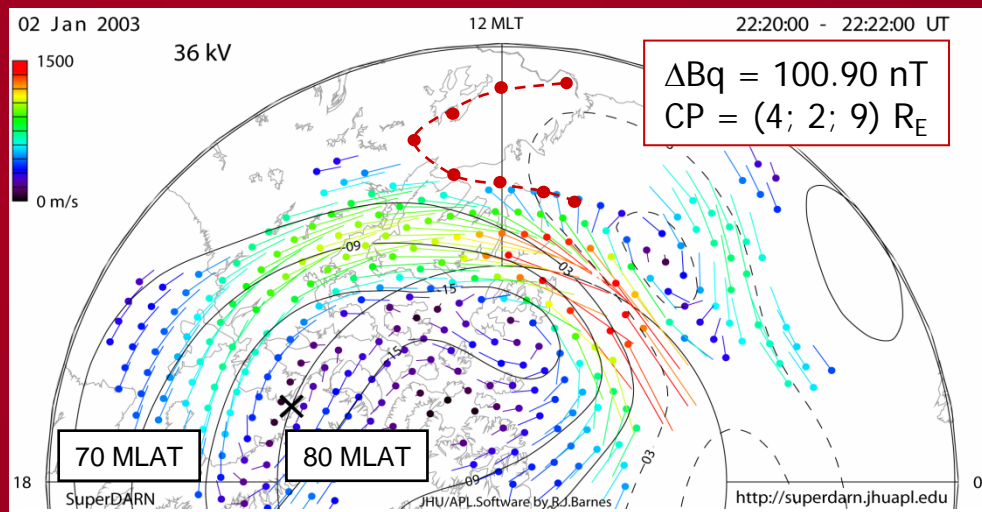 02 Jan 2003
12 MLT
22:20:00 - 22:22:00 UT
36 kV
1500
0 m/s
ΔBq = 100.90 nT
CP = (4; 2; 9) R_E
-09
-03
-15
-15
-03
-09
70 MLAT
80 MLAT
18
0
SuperDARN
JHU/APL.Software by R.J.Barnes
http://superdarn.jhuapl.edu